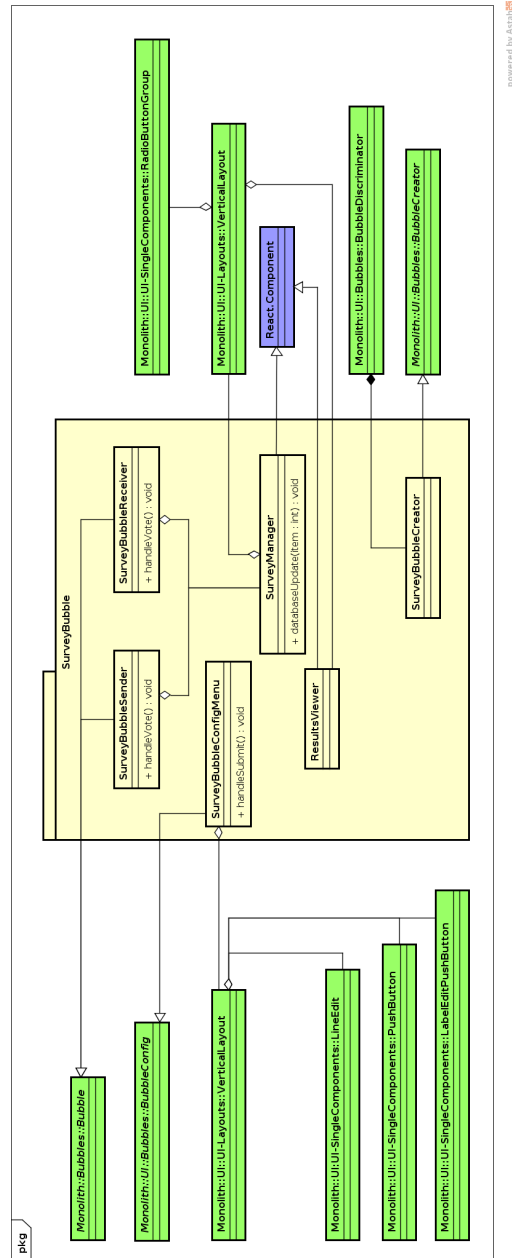 pkg
Monolith::Bubbles::Bubble
Monolith::UI::Bubbles::BubbleConfig
Monolith::UI::UI-Layouts::VerticalLayout
Monolith::UI::UI-SingleComponents::LineEdit
Monolith::UI::UI-SingleComponents::PushButton
Monolith::UI::UI-SingleComponents::LabelEditPushButton
SurveyBubble
SurveyBubbleSender
+ handleVote() : void
SurveyBubbleReceiver
+ handleVote() : void
SurveyBubbleConfigMenu
+ handleSubmit() : void
SurveyManager
+ databaseUpdate(item : int) : void
ResultsViewer
SurveyBubbleCreator
Monolith::UI::UI-SingleComponents::RadioButtonGroup
Monolith::UI::UI-Layouts::VerticalLayout
React.Component
Monolith::UI::Bubbles::BubbleDiscriminator
Monolith::UI::Bubbles::BubbleCreator
powered by Astah